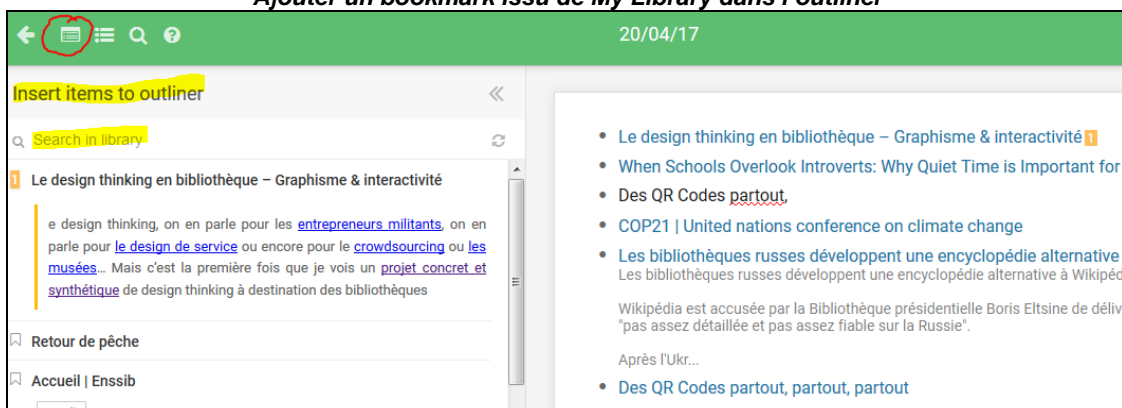 Ajouter un bookmark issu de My Library dans l'outliner
20/04/17
Insert items to outliner
Search in library
1 Le design thinking en bibliothèque – Graphisme & interactivité
e design thinking, on en parle pour les entrepreneurs militants, on en
parle pour le design de service ou encore pour le crowdsourcing ou les
musées... Mais c'est la première fois que je vois un projet concret et
synthétique de design thinking à destination des bibliothèques
Retour de pêche
Accueil | Enssib
Le design thinking en bibliothèque – Graphisme & interactivité 1
When Schools Overlook Introverts: Why Quiet Time is Important for
Des QR Codes partout,
COP21 | United nations conference on climate change
Les bibliothèques russes développent une encyclopédie alternative
Les bibliothèques russes développent une encyclopédie alternative à Wikipéd
Wikipédia est accusée par la Bibliothèque présidentielle Boris Eltsine de déliv
"pas assez détaillée et pas assez fiable sur la Russie".
Après l'Ukr...
Des QR Codes partout, partout, partout